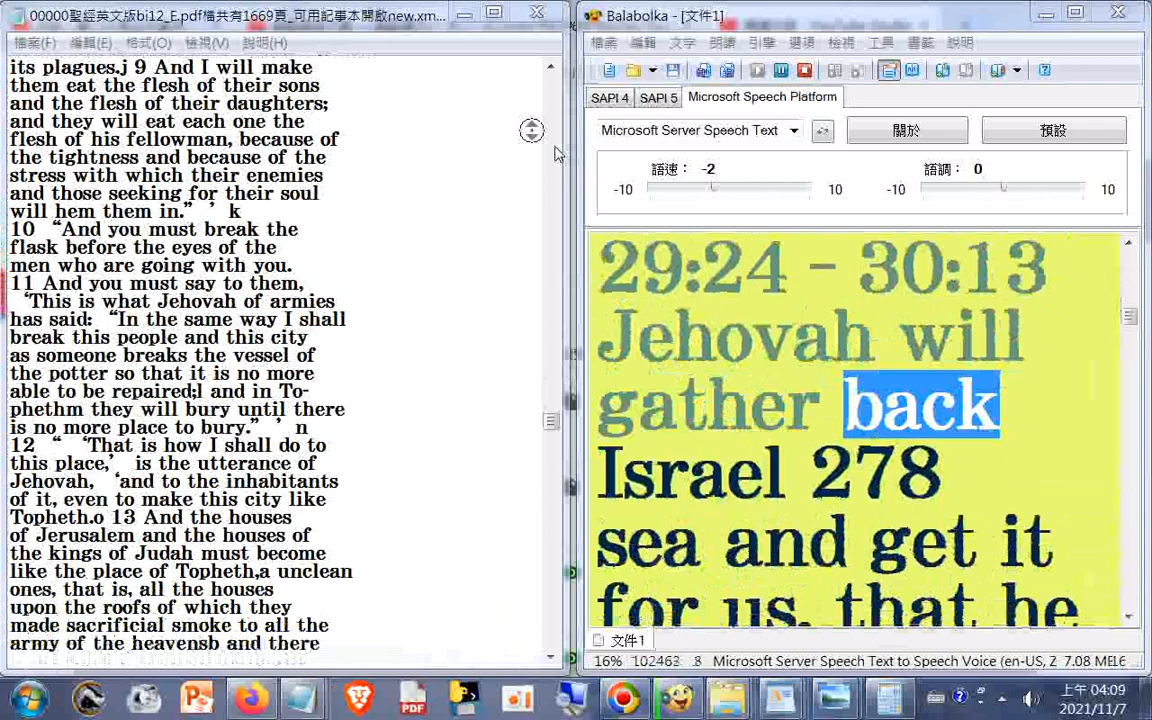 00000聖經英文版bi12_E.pdf檔共有1669頁_可用記事本開啟new.xm...
檔案(F) 編輯(E) 格式(O) 檢視(V) 說明(H)
its plagues.j 9 And I will make
them eat the flesh of their sons
and the flesh of their daughters;
and they will eat each one the
flesh of his fellowman, because of
the tightness and because of the
stress with which their enemies
and those seeking for their soul
will hem them in.” ’ k
10 “And you must break the
flask before the eyes of the
men who are going with you.
11 And you must say to them,
‘This is what Jehovah of armies
has said: “In the same way I shall
break this people and this city
as someone breaks the vessel of
the potter so that it is no more
able to be repaired;l and in To-
phethm they will bury until there
is no more place to bury.” ’ n
12 “ ‘That is how I shall do to
this place,’ is the utterance of
Jehovah, ‘and to the inhabitants
of it, even to make this city like
Topheth.o 13 And the houses
of Jerusalem and the houses of
the kings of Judah must become
like the place of Topheth,a unclean
ones, that is, all the houses
upon the roofs of which they
made sacrificial smoke to all the
army of the heavensb and there
Balabolka - [文件1]
檔案 編輯 文字 朗讀 引擎 選項 檢視 工具 書籤 說明
SAPI 4 SAPI 5 Microsoft Speech Platform
Microsoft Server Speech Text 關於 預設
語速： -2 語調： 0
-10 10 -10 10
29:24 - 30:13
Jehovah will
gather back
Israel 278
sea and get it
for us, that he
文件1
16% 102463 Microsoft Server Speech Text to Speech Voice (en-US, 2 7.08 ME
上午 04:09
2021/11/7